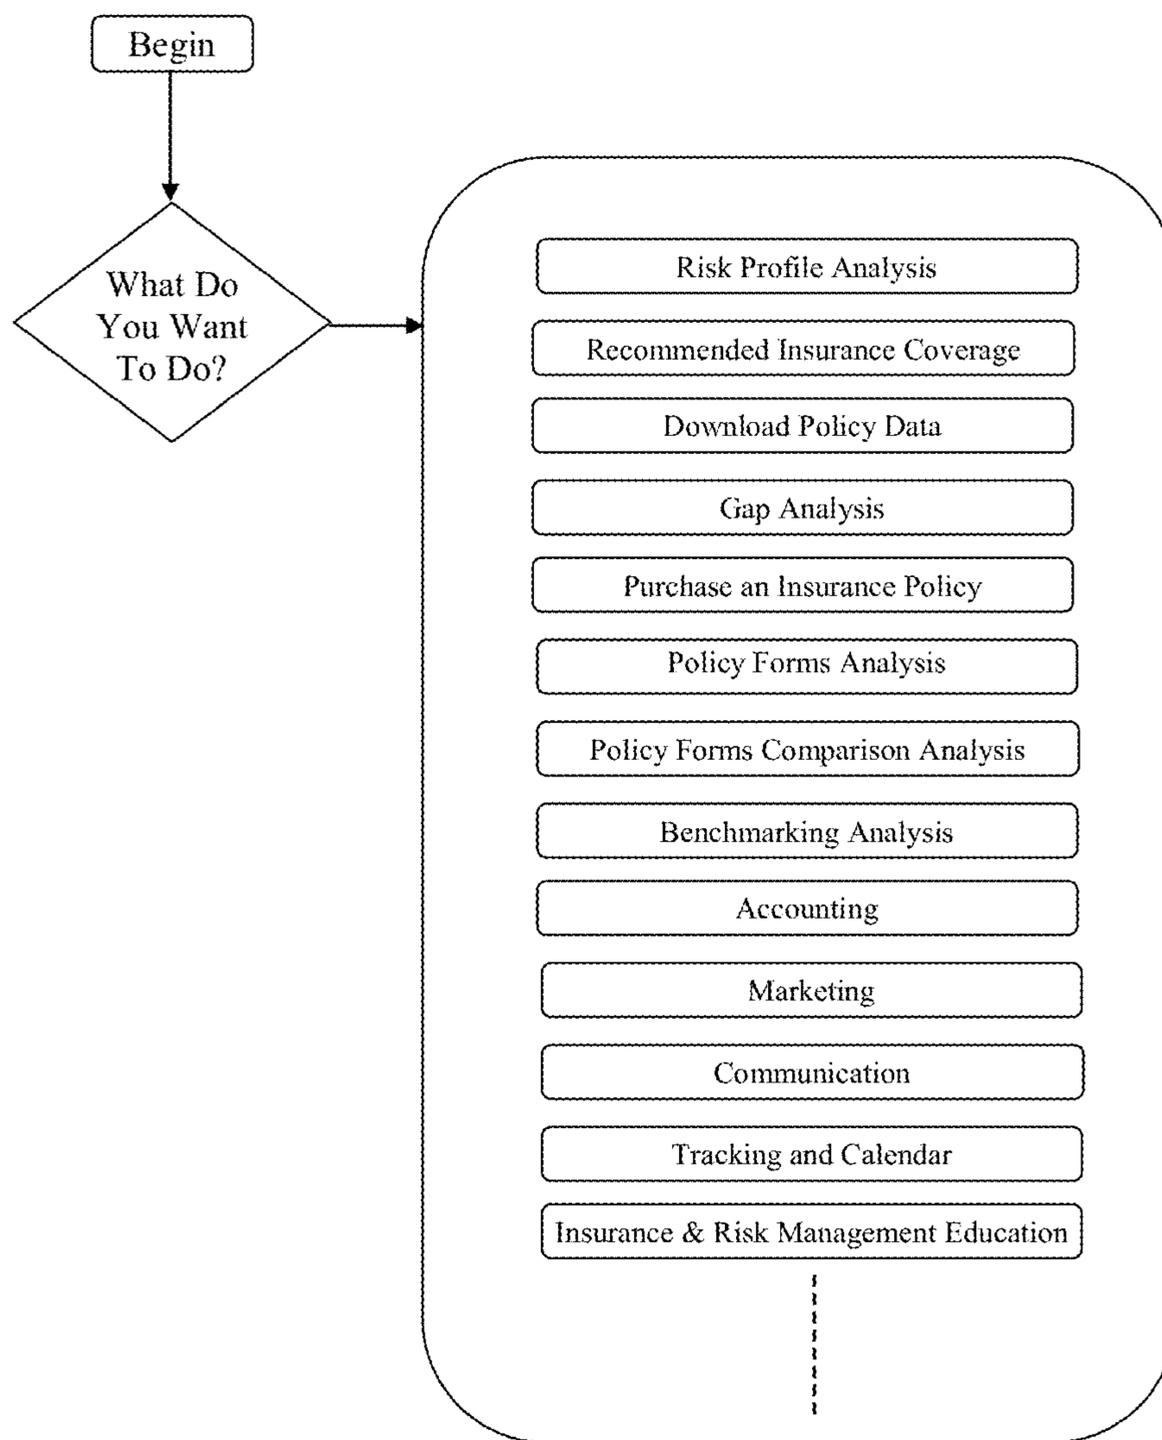 Begin
What Do
You Want
To Do?
Risk Profile Analysis
Recommended Insurance Coverage
Download Policy Data
Gap Analysis
Purchase an Insurance Policy
Policy Forms Analysis
Policy Forms Comparison Analysis
Benchmarking Analysis
Accounting
Marketing
Communication
Tracking and Calendar
Insurance & Risk Management Education